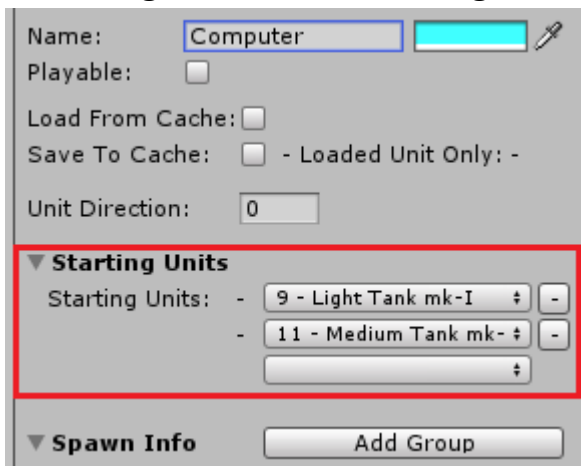 Name: Computer
Playable:
Load From Cache:
Save To Cache: - Loaded Unit Only: -
Unit Direction: 0
▼ Starting Units
Starting Units: - 9 - Light Tank mk-I -
- 11 - Medium Tank mk- -
▼ Spawn Info Add Group